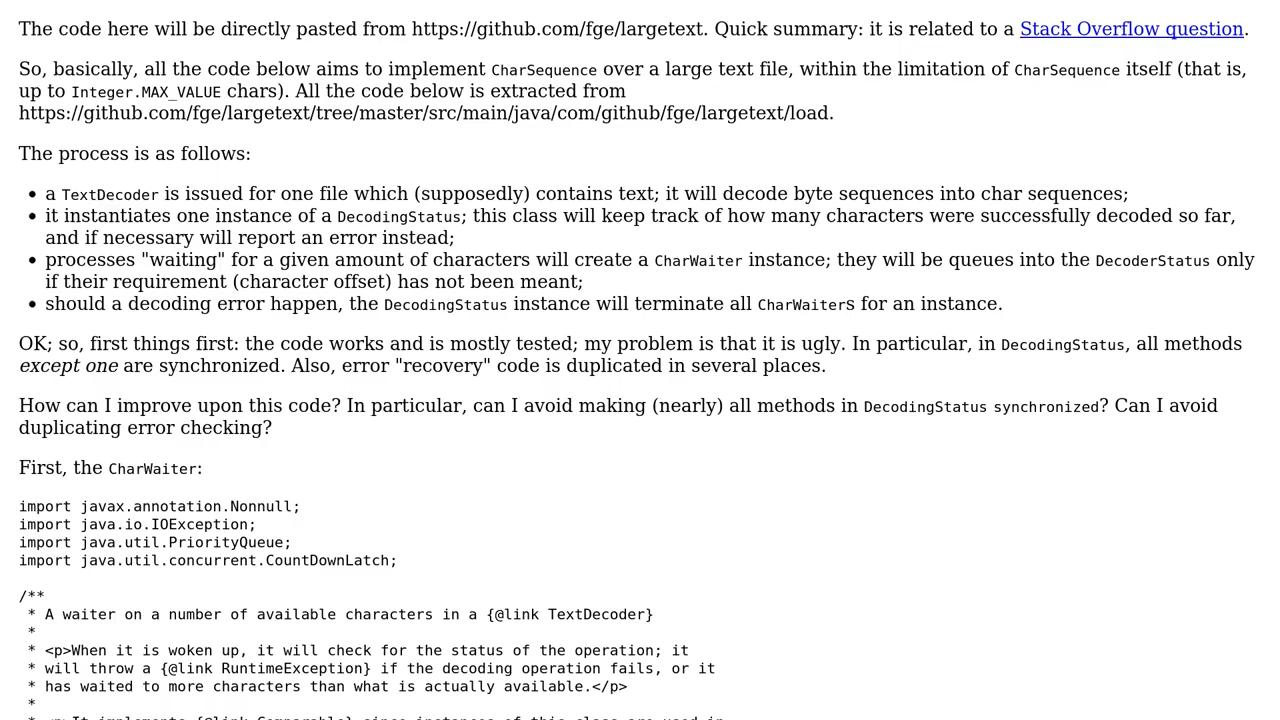 The code here will be directly pasted from https://github.com/fge/largetext. Quick summary: it is related to a Stack Overflow question.
So, basically, all the code below aims to implement CharSequence over a large text file, within the limitation of CharSequence itself (that is,
up to Integer.MAX_VALUE chars). All the code below is extracted from
https://github.com/fge/largetext/tree/master/src/main/java/com/github/fge/largetext/load.
The process is as follows:
• a TextDecoder is issued for one file which (supposedly) contains text; it will decode byte sequences into char sequences;
• it instantiates one instance of a DecodingStatus; this class will keep track of how many characters were successfully decoded so far,
and if necessary will report an error instead;
• processes "waiting" for a given amount of characters will create a CharWaiter instance; they will be queues into the DecoderStatus only
if their requirement (character offset) has not been meant;
• should a decoding error happen, the DecodingStatus instance will terminate all CharWaiters for an instance.
OK; so, first things first: the code works and is mostly tested; my problem is that it is ugly. In particular, in DecodingStatus, all methods
except one are synchronized. Also, error "recovery" code is duplicated in several places.
How can I improve upon this code? In particular, can I avoid making (nearly) all methods in DecodingStatus synchronized? Can I avoid
duplicating error checking?
First, the CharWaiter:
import javax.annotation.Nonnull;
import java.io.IOException;
import java.util.PriorityQueue;
import java.util.concurrent.CountDownLatch;
/**
* A waiter on a number of available characters in a {@link TextDecoder}
*
* <p>When it is woken up, it will check for the status of the operation; it
* will throw a {@link RuntimeException} if the decoding operation fails, or it
* has waited to more characters than what is actually available.</p>
*
* <p>It implements {@link Comparable} since instances of this class are used in